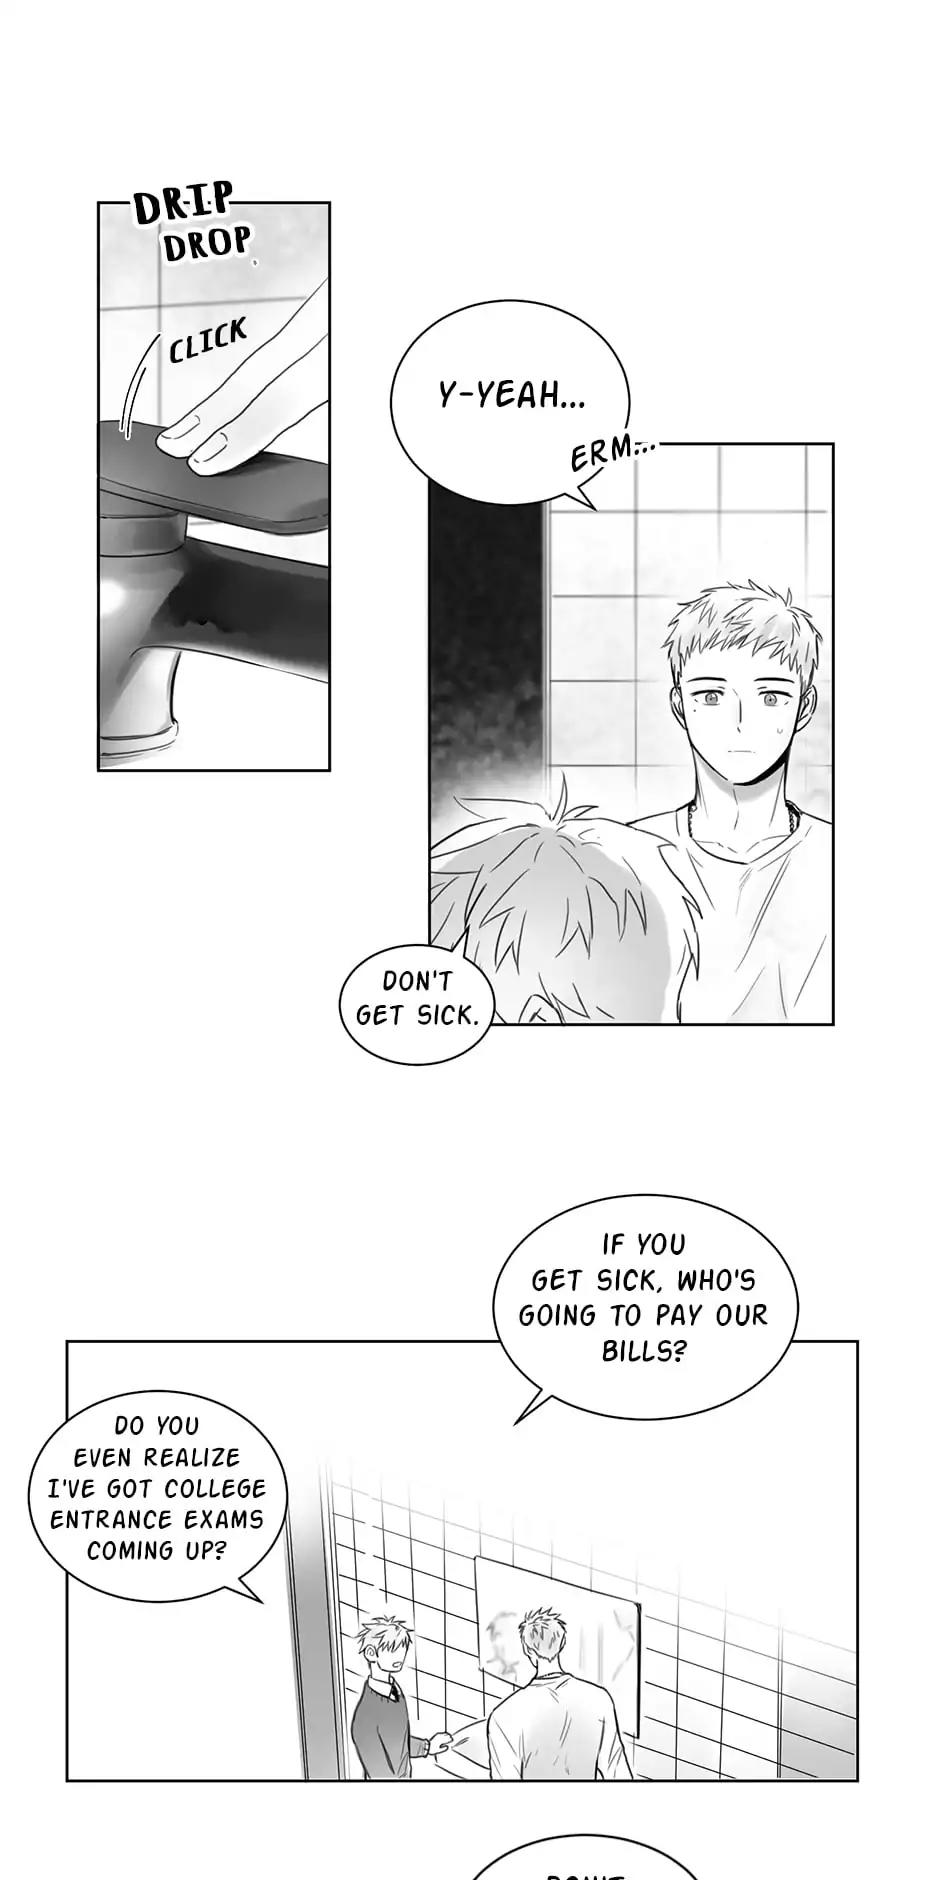 DRIP
DROP
CLICK
Y-YEAH...
ERM...
DON'T
GET SICK.
IF YOU
GET SICK, WHO'S
GOING TO PAY OUR
BILLS?
DO YOU
EVEN REALIZE
I'VE GOT COLLEGE
ENTRANCE EXAMS
COMING UP?